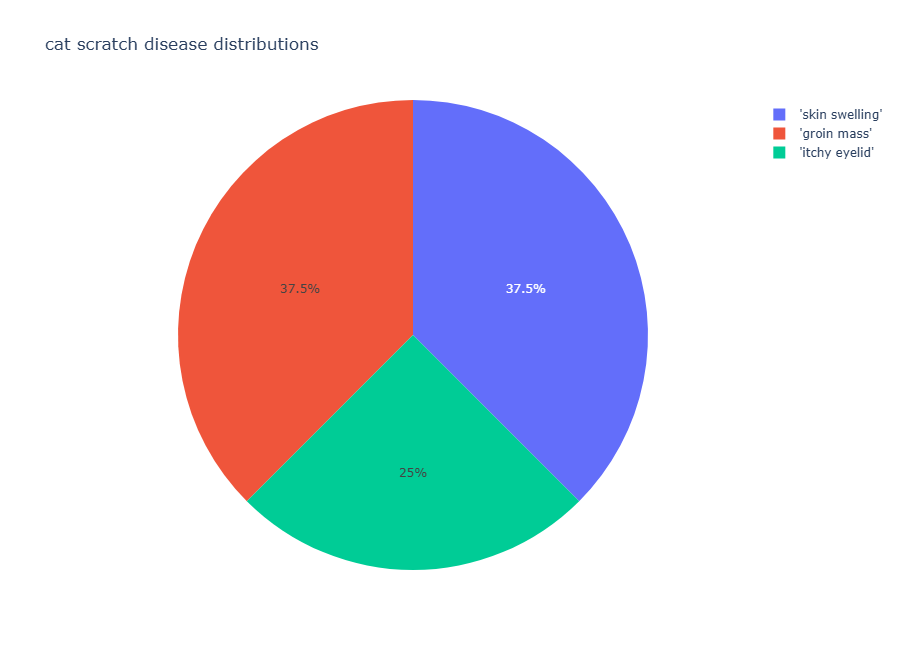 cat scratch disease distributions
'skin swelling'
'groin mass'
'itchy eyelid'
37.5%
37.5%
25%